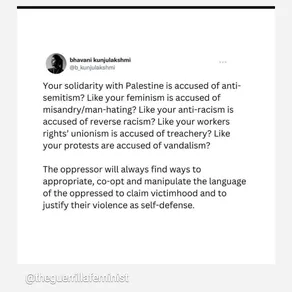 bhavani kunjulakshmi
@b_kunjulakshmi
...
Your solidarity with Palestine is accused of anti-
semitism? Like your feminism is accused of
misandry/man-hating? Like your anti-racism is
accused of reverse racism? Like your workers
rights' unionism is accused of treachery? Like
your protests are accused of vandalism?
The oppressor will always find ways to
appropriate, co-opt and manipulate the language
of the oppressed to claim victimhood and to
justify their violence as self-defense.
@theguerrillafeminist